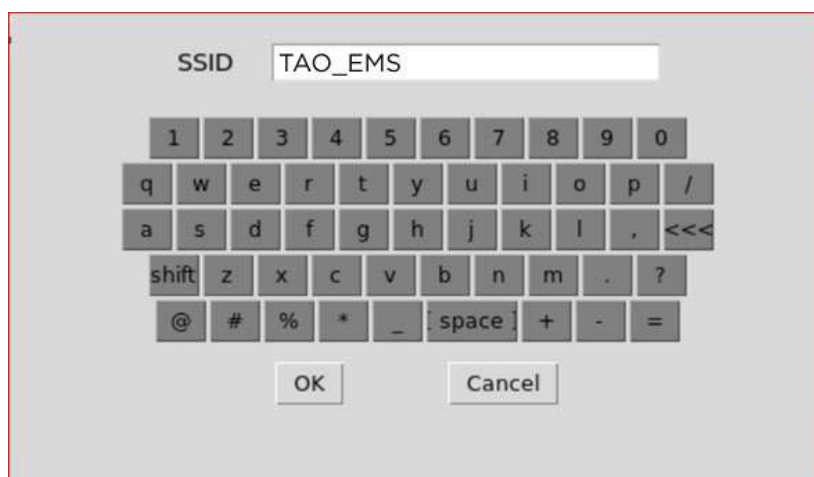 SSID TAO_EMS
1 2 3 4 5 6 7 8 9 0
q w e r t y u i o p /
a s d f g h j k l , <<<
shift z x c v b n m . ?
@ # % * _ [ space ] + - =
OK Cancel